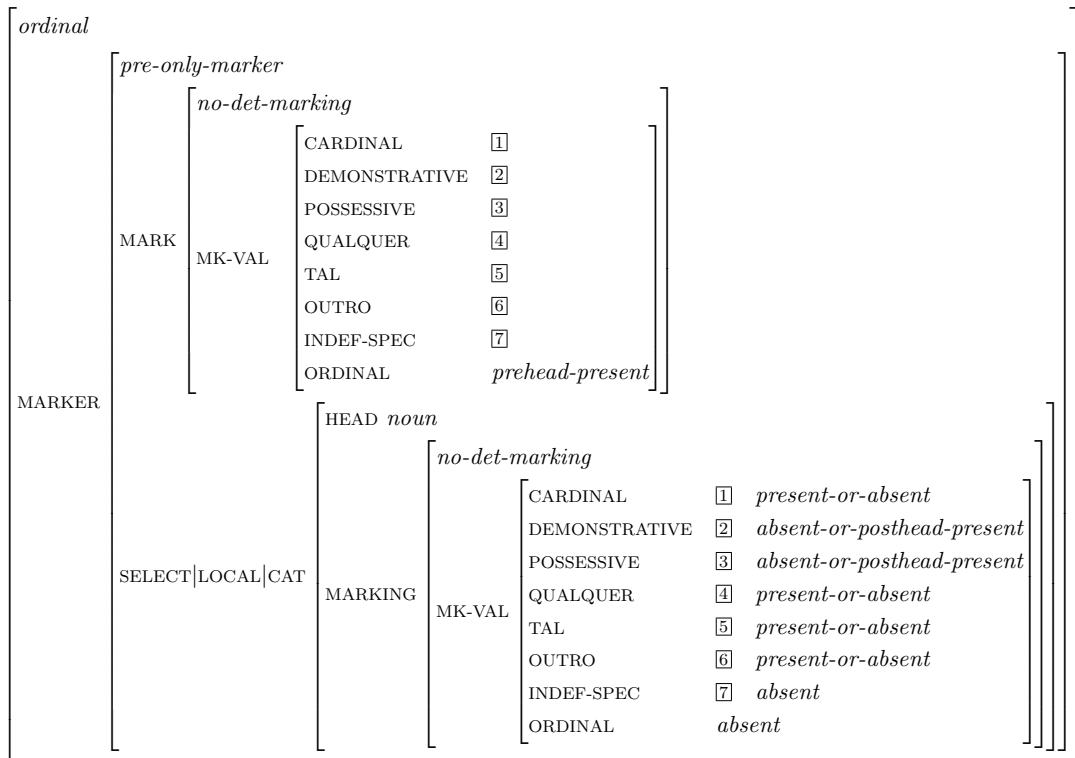 ordinal
pre-only-marker
no-det-marking
CARDINAL 1
DEMONSTRATIVE 2
POSSESSIVE 3
MARK QUALQUER 4
MK-VAL
TAL 5
OUTRO 6
INDEF-SPEC 7
ORDINAL prehead-present
MARKER
HEAD noun
no-det-marking
CARDINAL 1 present-or-absent
DEMONSTRATIVE 2 absent-or-posthead-present
SELECT|LOCAL|CAT POSSESSIVE 3 absent-or-posthead-present
MARKING QUALQUER 4 present-or-absent
MK-VAL
TAL 5 present-or-absent
OUTRO 6 present-or-absent
INDEF-SPEC 7 absent
ORDINAL absent